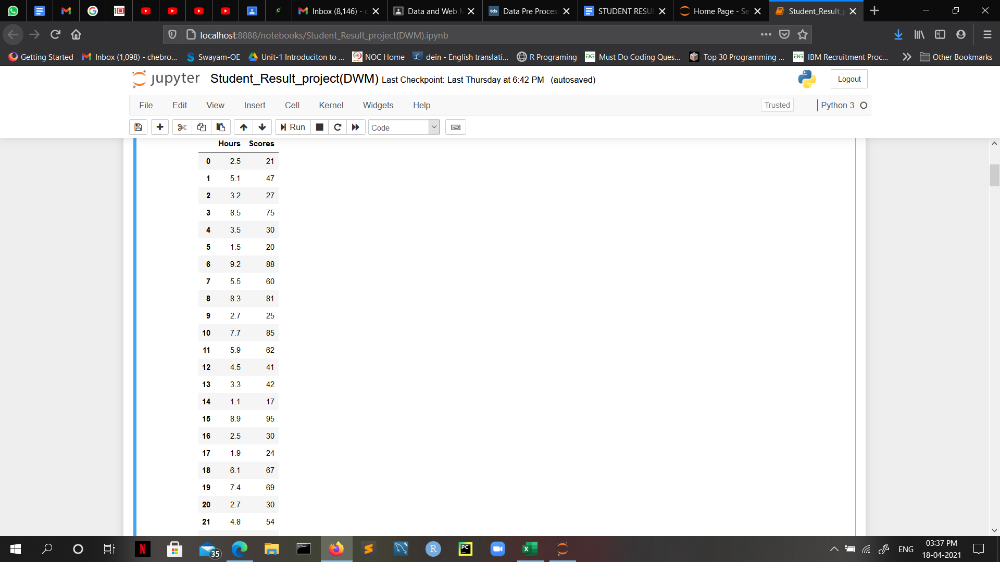 Inbox (8,146) - c
Data and Web M
tds Data Pre Process
STUDENT RESUL
Home Page - Se
Student_Result_p
localhost:8888/notebooks/Student_Result_project(DWM).ipynb
Getting Started
Inbox (1,098) - chebro...
Swayam-OE
Unit-1 Introduciton to ...
NOC Home
dein - English translati...
R Programing
Must Do Coding Ques...
Top 30 Programming ...
IBM Recruitment Proc...
Other Bookmarks
jupyter Student_Result_project(DWM) Last Checkpoint: Last Thursday at 6:42 PM (autosaved)
Logout
File Edit View Insert Cell Kernel Widgets Help
Trusted
Python 3
Run
Code
Hours Scores
0 2.5 21
1 5.1 47
2 3.2 27
3 8.5 75
4 3.5 30
5 1.5 20
6 9.2 88
7 5.5 60
8 8.3 81
9 2.7 25
10 7.7 85
11 5.9 62
12 4.5 41
13 3.3 42
14 1.1 17
15 8.9 95
16 2.5 30
17 1.9 24
18 6.1 67
19 7.4 69
20 2.7 30
21 4.8 54
N
35
R
PC
X
ENG
03:37 PM
18-04-2021